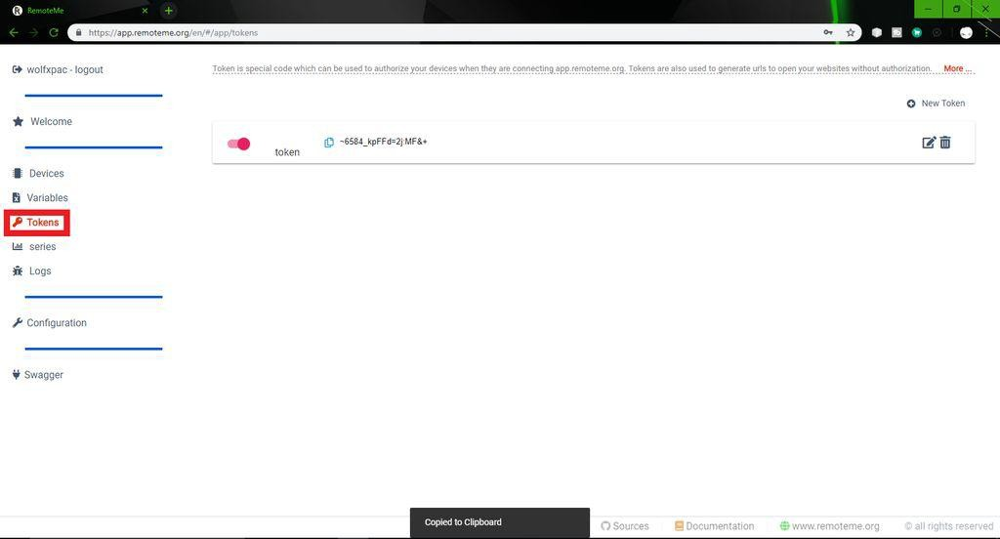 RemoteMe
https://app.remoteme.org/en/#/app/tokens
wolfxpac - logout
Token is special code which can be used to authorize your devices when they are connecting app.remoteme.org. Tokens are also used to generate urls to open your websites without authorization. More ...
New Token
Welcome
token ~6584_kpFFd=2j:MF&+
Devices
Variables
Tokens
series
Logs
Configuration
Swagger
Copied to Clipboard
Sources Documentation www.remoteme.org © all rights reserved